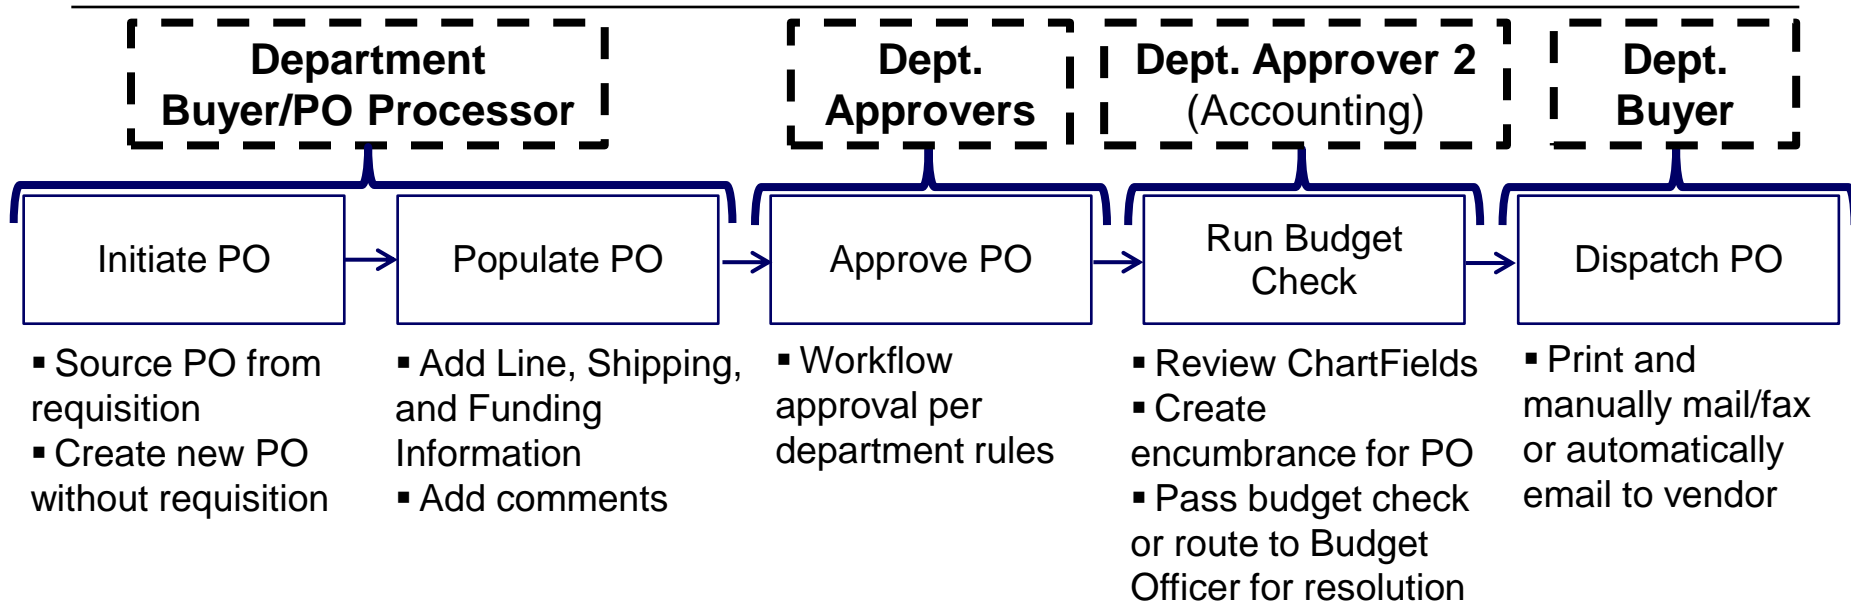 Department
Buyer/PO Processor
Dept.
Approvers
Dept. Approver 2
(Accounting)
Dept.
Buyer
Initiate PO
Populate PO
Approve PO
Run Budget
Check
Dispatch PO
▪ Source PO from
requisition
▪ Create new PO
without requisition
▪ Add Line, Shipping,
and Funding
Information
▪ Add comments
▪ Workflow
approval per
department rules
▪ Review ChartFields
▪ Create
encumbrance for PO
▪ Pass budget check
or route to Budget
Officer for resolution
▪ Print and
manually mail/fax
or automatically
email to vendor